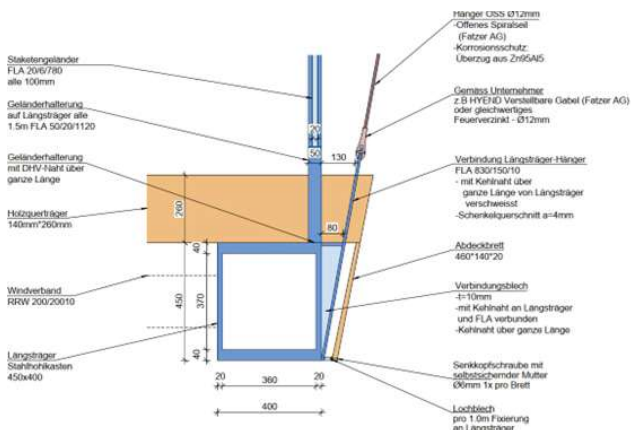 Staketengeländer
FLA 20/6/780
alle 100mm
Geländerhalterung
auf Längsträger alle
1.5m FLA 50/20/1120
Geländerhalterung
mit DHV-Naht über
ganze Länge
Holzquerträger
140mm*260mm
Windverband
RRW 200/20010
Längsträger
Stahlhohlkasten
450x400
20
50
130
260
80
40
450
370
40
20
360
20
400
Hänger OSS Ø12mm
-Offenes Spiralseil
(Fatzer AG)
-Korrosionsschutz:
Überzug aus Zn95Al5
Gemäss Unternehmer
z.B HYEND Verstellbare Gabel (Fatzer AG)
oder gleichwertiges
Feuerverzinkt - Ø12mm
Verbindung Längsträger-Hänger
FLA 830/150/10
- mit Kehlnaht über
ganze Länge von Längsträger
verschweisst
-Schenkelquerschnitt a=4mm
Abdeckbrett
460*140*20
Verbindungsblech
-t=10mm
-mit Kehlnaht an Längsträger
und FLA verbunden
-Kehlnaht über ganze Länge
Senkkopfschraube mit
selbstsichernder Mutter
Ø6mm 1x pro Brett
Lochblech
pro 1.0m Fixierung
an Längsträger